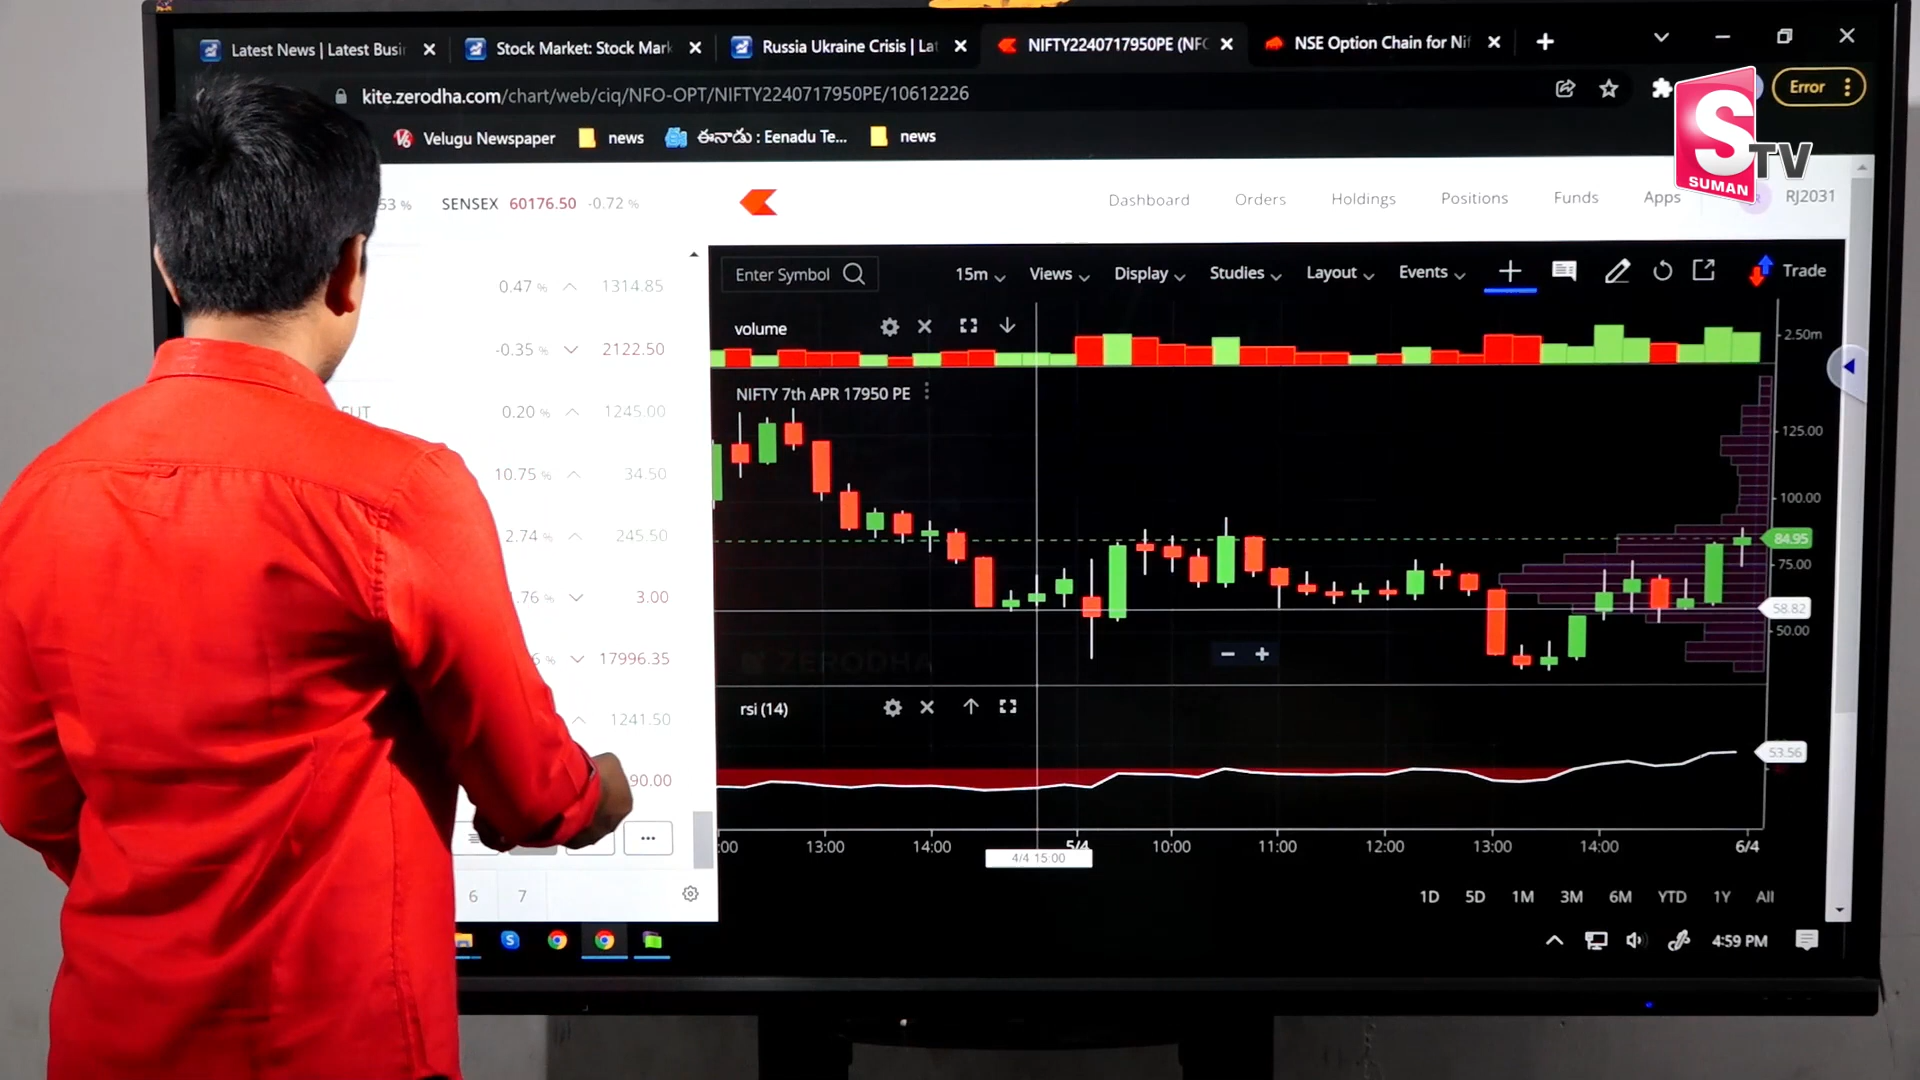 Latest News | Latest Busi
Stock Market: Stock Mark
Russia Ukraine Crisis | Lat
NIFTY2240717950PE (NFO
NSE Option Chain for Nif
kite.zerodha.com/chart/web/ciq/NFO-OPT/NIFTY2240717950PE/10612226
Error
Velugu Newspaper
news
ఈనాడు : Eenadu Te...
news
S TV
SUMAN
53 %
SENSEX 60176.50 -0.72 %
Dashboard
Orders
Holdings
Positions
Funds
Apps
RJ2031
0.47 % 1314.85
-0.35 % 2122.50
FUT 0.20 % 1245.00
10.75 % 34.50
2.74 % 245.50
.76 % 3.00
6 % 17996.35
1241.50
90.00
6 7
Enter Symbol
15m
Views
Display
Studies
Layout
Events
Trade
volume
2.50m
NIFTY 7th APR 17950 PE
125.00
100.00
84.95
75.00
58.82
50.00
ZERODHA
rsi (14)
53.56
:00 13:00 14:00 5/4 10:00 11:00 12:00 13:00 14:00 6/4
4/4 15:00
1D 5D 1M 3M 6M YTD 1Y All
4:59 PM